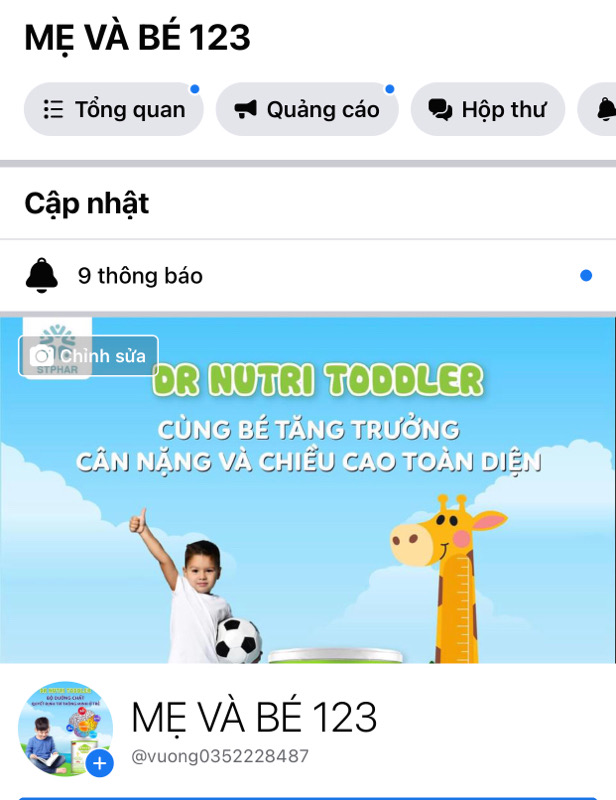 MẸ VÀ BÉ 123
Tổng quan
Quảng cáo
Hộp thư
Cập nhật
9 thông báo
Chỉnh sửa
STPHAR
DR NUTRI TODDLER
CÙNG BÉ TĂNG TRƯỞNG
CÂN NẶNG VÀ CHIỀU CAO TOÀN DIỆN
MẸ VÀ BÉ 123
@vuong0352228487